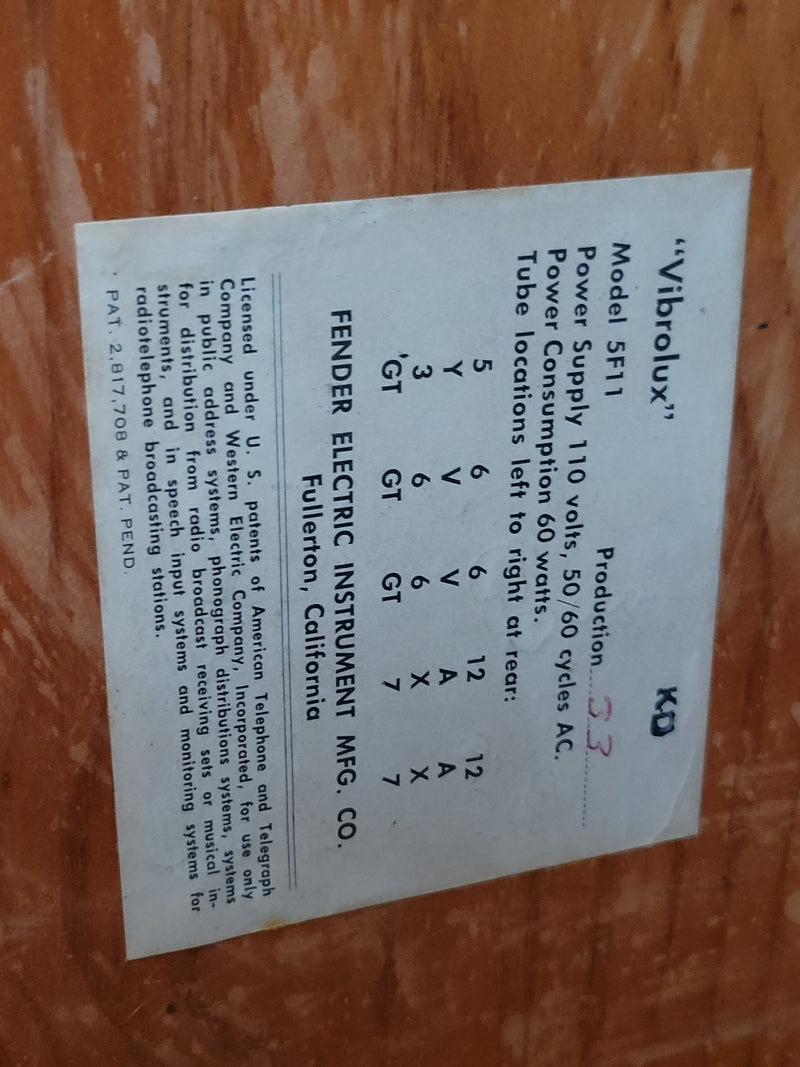 "Vibrolux" KD
Model 5F11 Production 33
Power Supply 110 volts, 50/60 cycles AC.
Power Consumption 60 watts.
Tube locations left to right at rear:
5 6 6 12 12
Y V V A A
3 6 6 X X
'GT GT GT 7 7
FENDER ELECTRIC INSTRUMENT MFG. CO.
Fullerton, California
Licensed under U. S. patents of American Telephone and Telegraph
Company and Western Electric Company, Incorporated, for use only
in public address systems, phonograph distributions systems, systems
for distribution from radio broadcast receiving sets or musical in-
struments, and in speech input systems and monitoring systems for
radiotelephone broadcasting stations.
PAT. 2,817,708 & PAT. PEND.